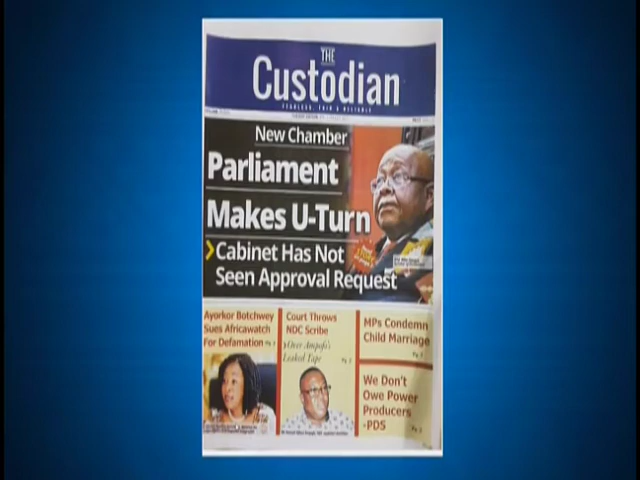 THE
Custodian
FEARLESS, FAIR & RELIABLE
New Chamber
Parliament
Makes U-Turn
Cabinet Has Not
Seen Approval Request
Ayorkor Botchwey
Sues Africawatch
For Defamation
Court Throws
NDC Scribe
Over Ampofo's
Leaked Tape
MPs Condemn
Child Marriage
We Don't
Owe Power
Producers
-PDS